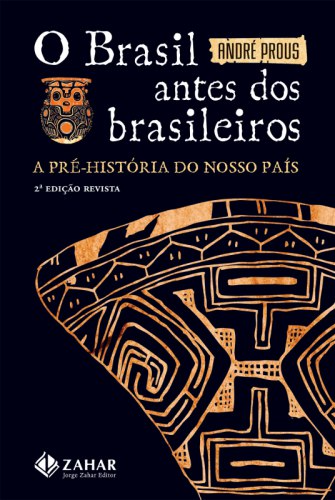 O Brasil
ANDRÉ PROUS
antes dos
brasileiros
A PRÉ-HISTÓRIA DO NOSSO PAÍS
2ª EDIÇÃO REVISTA
ZAHAR
Jorge Zahar Editor